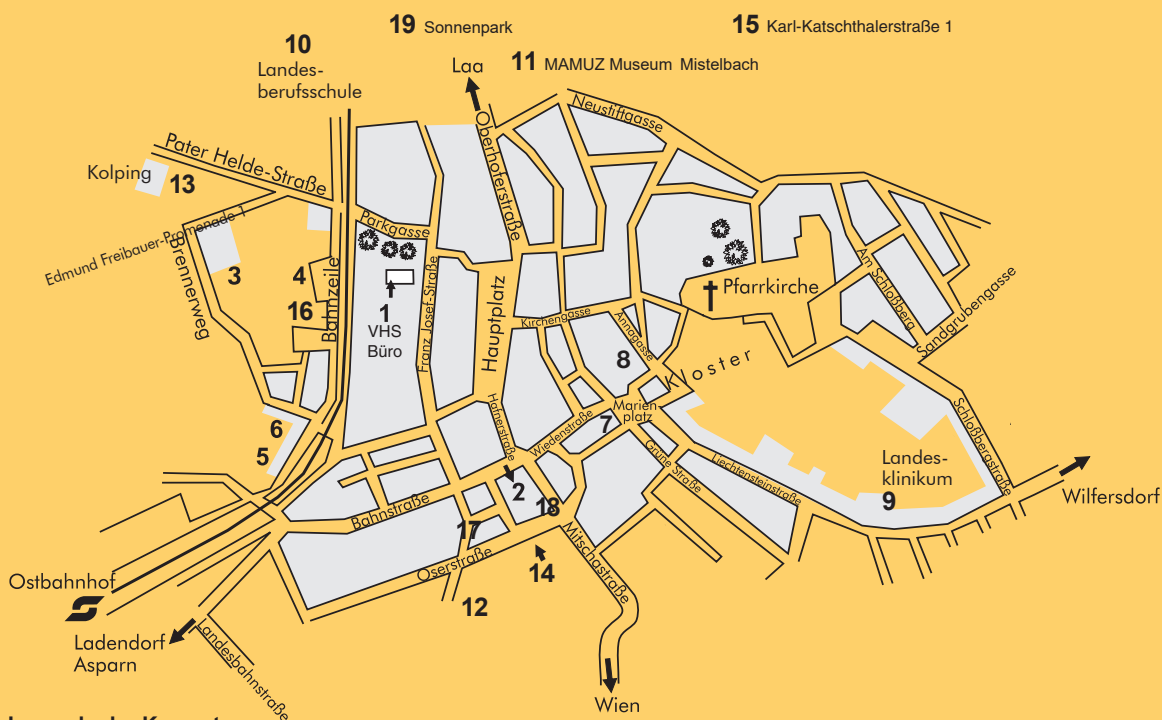 19 Sonnenpark
15 Karl-Katschthalerstraße 1
10
Landes-
berufsschule
Laa
11 MAMUZ Museum Mistelbach
Neustiftgasse
Oberhoferstraße
Pater Helde-Straße
Kolping
13
Parkgasse
Edmund Freibauer-Promenade 1
Brennerweg
3
4
16
Bahnzeile
1
VHS
Büro
Franz Josef-Straße
Hauptplatz
Kirchengasse
Annagasse
8
Pfarrkirche
Am Schloßberg
Sandgrubengasse
Kloster
Marien-
platz
7
Hafnerstraße
Wiedenstraße
6
5
Grüne Straße
Liechtensteinstraße
Schloßbergstraße
Landes-
klinikum
9
Wilfersdorf
2
18
Bahnstraße
17
Oserstraße
Mitschastraße
14
12
Ostbahnhof
Ladendorf
Asparn
Landesbahnstraße
Wien